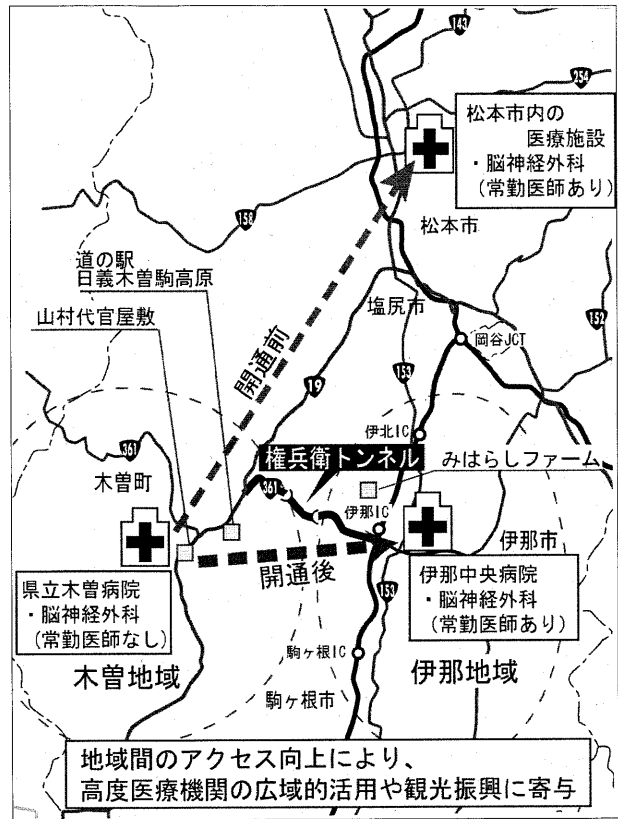 143
254
松本市内の
医療施設
・脳神経外科
(常勤医師あり)
158
松本市
道の駅
日義木曽駒高原
山村代官屋敷
塩尻市
152
岡谷JCT
開通前
19
153
伊北IC
361
権兵衛トンネル
みはらしファーム
木曽町
361
伊那IC
伊那市
開通後
県立木曽病院
・脳神経外科
(常勤医師なし)
伊那中央病院
・脳神経外科
(常勤医師あり)
153
駒ヶ根IC
木曽地域
伊那地域
駒ヶ根市
地域間のアクセス向上により、
高度医療機関の広域的活用や観光振興に寄与